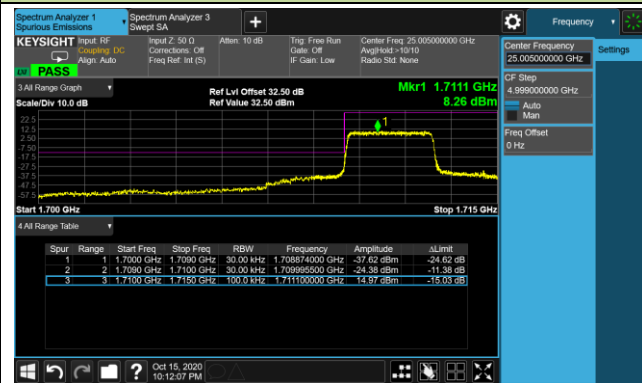 Spectrum Analyzer 1
Spurious Emissions
Spectrum Analyzer 3
Swept SA
Frequency
KEYSIGHT
Input: RF
Coupling: DC
Align: Auto
Input Z: 50 Ω
Corrections: Off
Freq Ref: Int (S)
Atten: 10 dB
Trig: Free Run
Gate: Off
IF Gain: Low
Center Freq: 25.005000000 GHz
Avg|Hold:>10/10
Radio Std: None
PASS
Center Frequency
25.005000000 GHz
Settings
CF Step
4.999000000 GHz
Auto
Man
Freq Offset
0 Hz
3 All Range Graph
Scale/Div 10.0 dB
Ref Lvl Offset 32.50 dB
Ref Value 32.50 dBm
Mkr1 1.7111 GHz
8.26 dBm
1
22.5
12.5
2.50
-7.50
-17.5
-27.5
-37.5
-47.5
-57.5
Start 1.700 GHz
Stop 1.715 GHz
4 All Range Table
Spur Range Start Freq Stop Freq RBW Frequency Amplitude ΔLimit
1 1 1.7000 GHz 1.7090 GHz 30.00 kHz 1.708874000 GHz -37.62 dBm -24.62 dB
2 2 1.7090 GHz 1.7100 GHz 30.00 kHz 1.709995500 GHz -24.38 dBm -11.38 dB
3 3 1.7100 GHz 1.7150 GHz 100.0 kHz 1.711100000 GHz 14.97 dBm -15.03 dB
Oct 15, 2020
10:12:07 PM